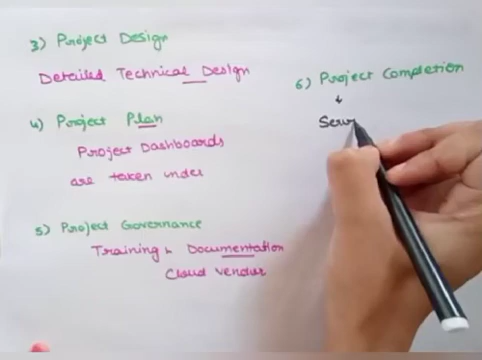 3) Project Design
Detailed Technical Design
4) Project Plan
Project Dashboards
are taken under
5) Project Governance
Training & Documentation
Cloud vendor
6) Project Completion
Serv